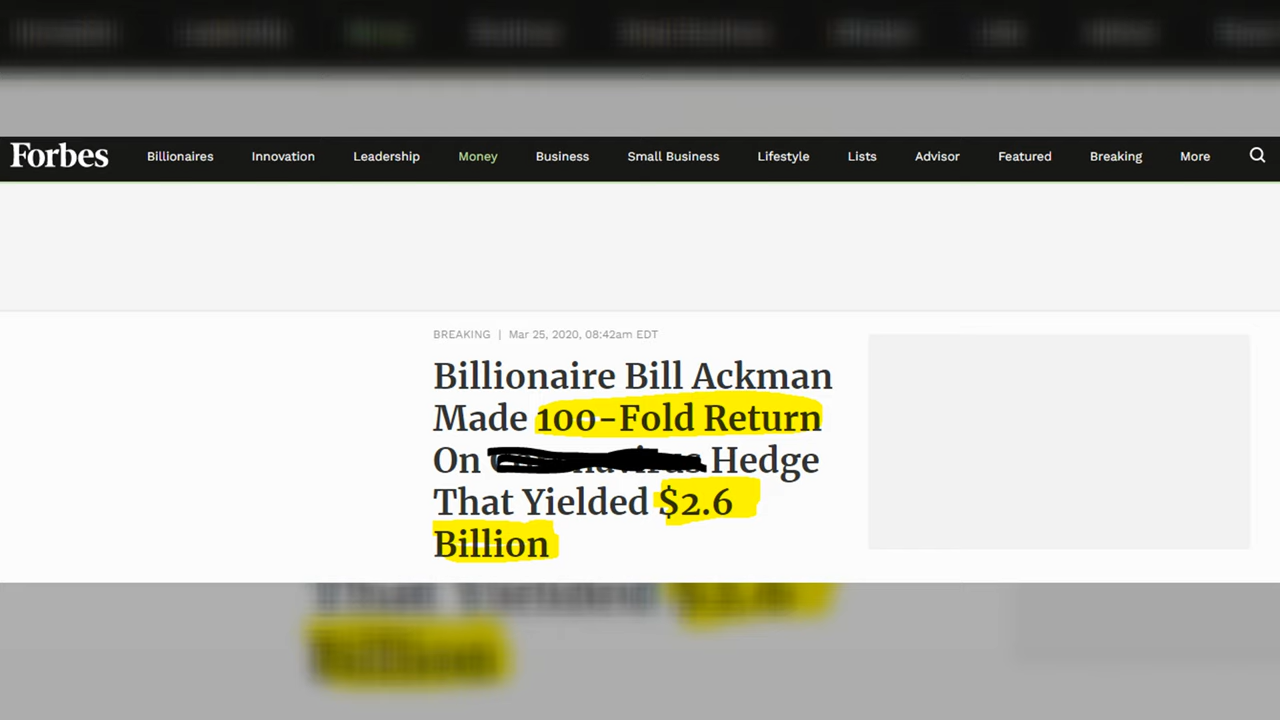 Forbes Billionaires Innovation Leadership Money Business Small Business Lifestyle Lists Advisor Featured Breaking More
BREAKING | Mar 25, 2020, 08:42am EDT
Billionaire Bill Ackman
Made 100-Fold Return
On Hedge
That Yielded $2.6
Billion